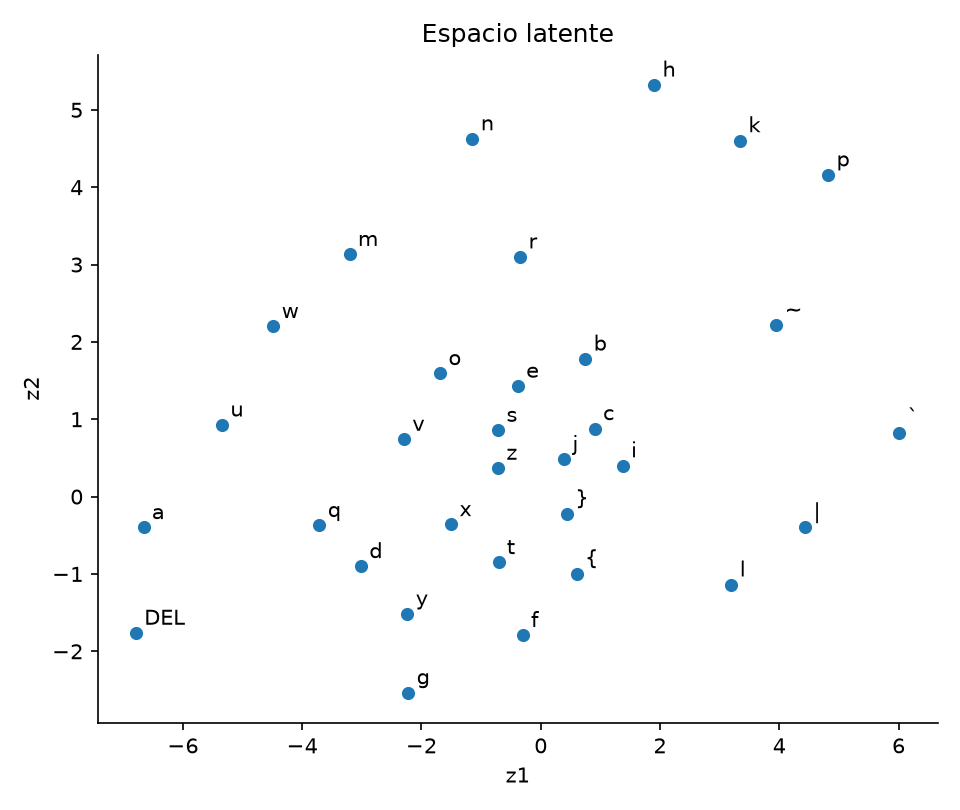 Espacio latente
h
n
k
p
5
4
m
r
3
w
~
2
b
o
e
z2
u
s
c
`
1
v
j
i
z
0
}
a
q
x
|
d
t
{
l
−1
DEL
y
f
−2
g
−6 −4 −2 0 2 4 6
z1